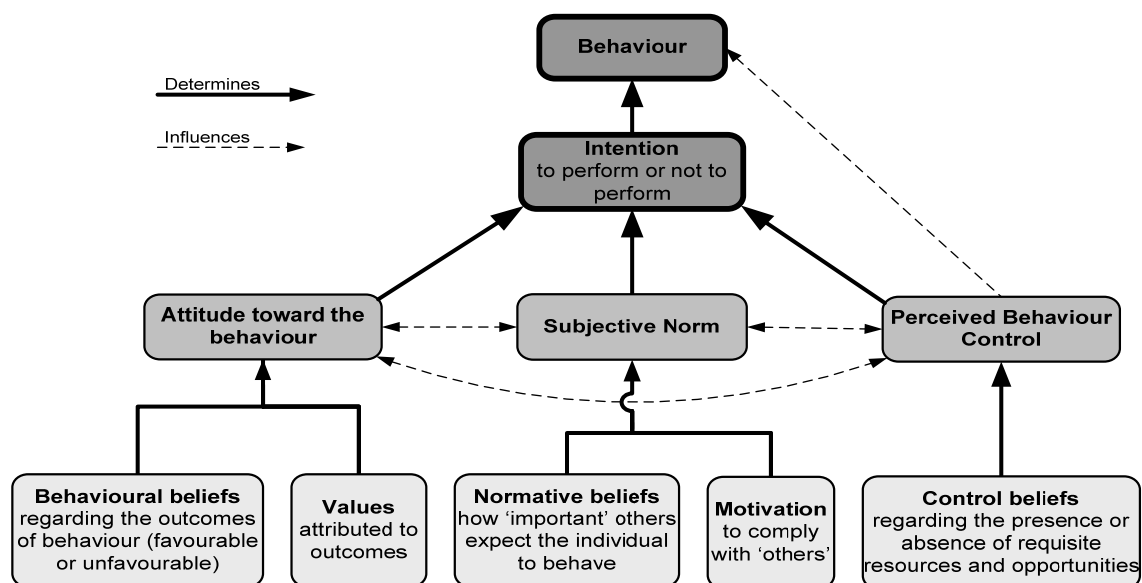 Behaviour
Determines
Influences
Intention
to perform or not to
perform
Attitude toward the
behaviour
Subjective Norm
Perceived Behaviour
Control
Behavioural beliefs
regarding the outcomes
of behaviour (favourable
or unfavourable)
Values
attributed to
outcomes
Normative beliefs
how ‘important’ others
expect the individual
to behave
Motivation
to comply
with ‘others’
Control beliefs
regarding the presence or
absence of requisite
resources and opportunities